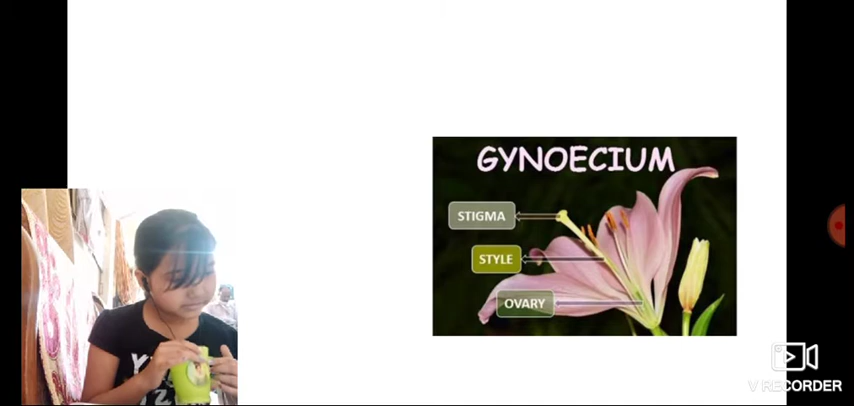 GYNOECIUM
STIGMA
STYLE
OVARY
V RECORDER